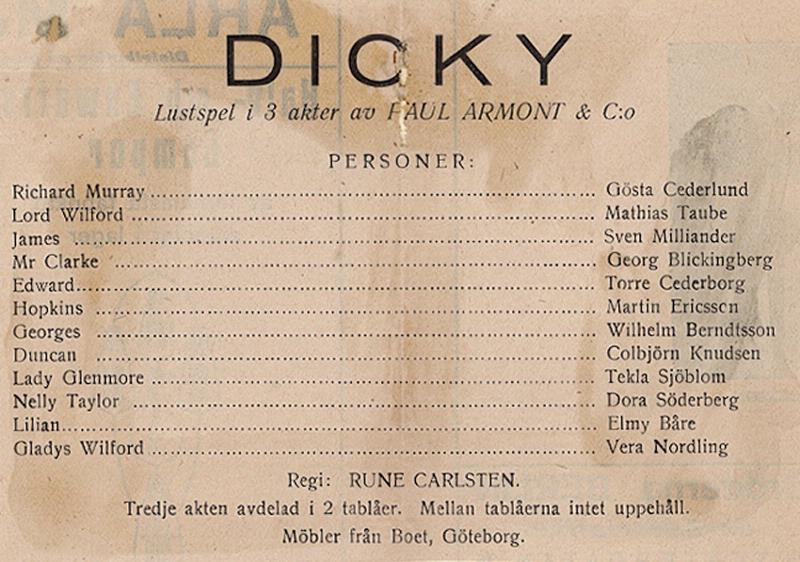 DICKY
Lustspel i 3 akter av PAUL ARMONT & C:o
PERSONER:
Richard Murray ........ Gösta Cederlund
Lord Wilford ........ Mathias Taube
James ........ Sven Milliander
Mr Clarke ........ Georg Blickingberg
Edward ........ Torre Cederborg
Hopkins ........ Martin Ericsson
Georges ........ Wilhelm Berndtsson
Duncan ........ Colbjörn Knudsen
Lady Glenmore ........ Tekla Sjöblom
Nelly Taylor ........ Dora Söderberg
Lilian ........ Elmy Båre
Gladys Wilford ........ Vera Nordling
Regi: RUNE CARLSTEN.
Tredje akten avdelad i 2 tablåer. Mellan tablåerna intet uppehåll.
Möbler från Boet, Göteborg.